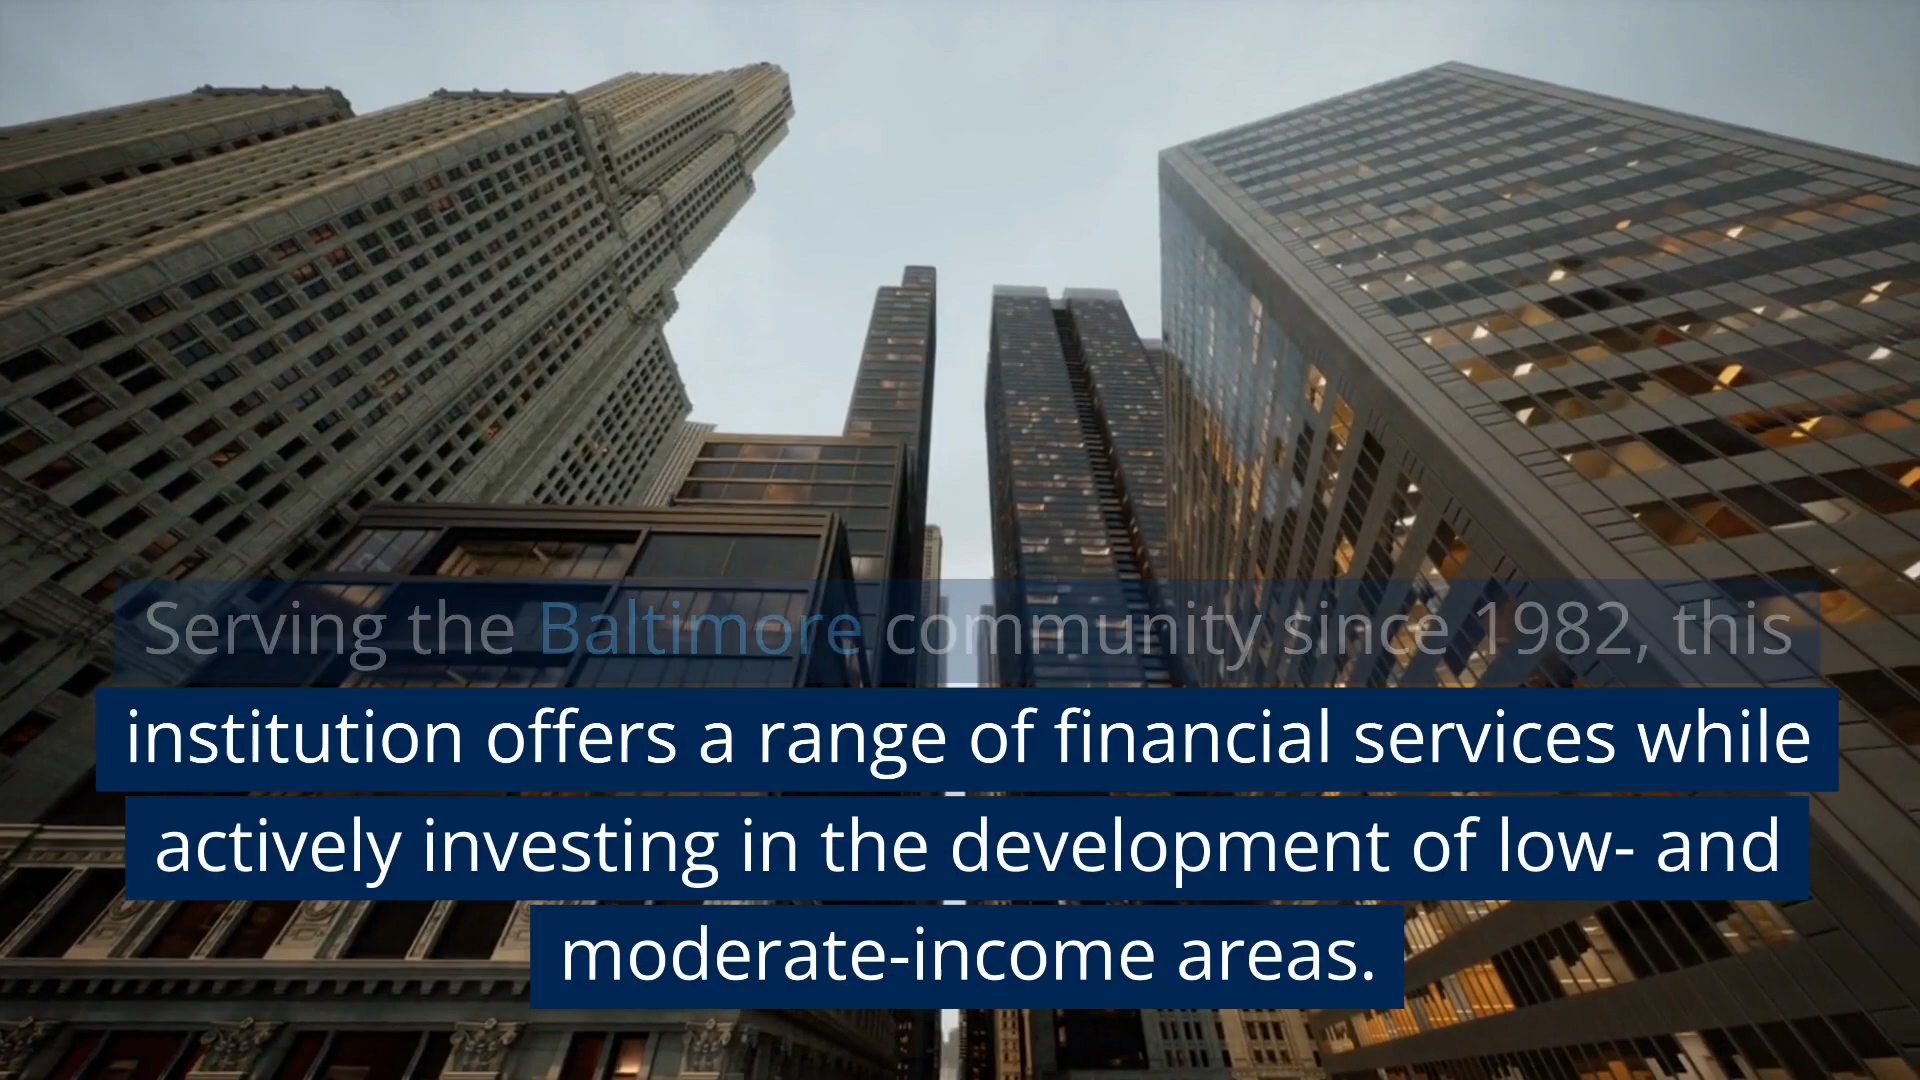 Serving the Baltimore community since 1982, this
institution offers a range of financial services while
actively investing in the development of low- and
moderate-income areas.